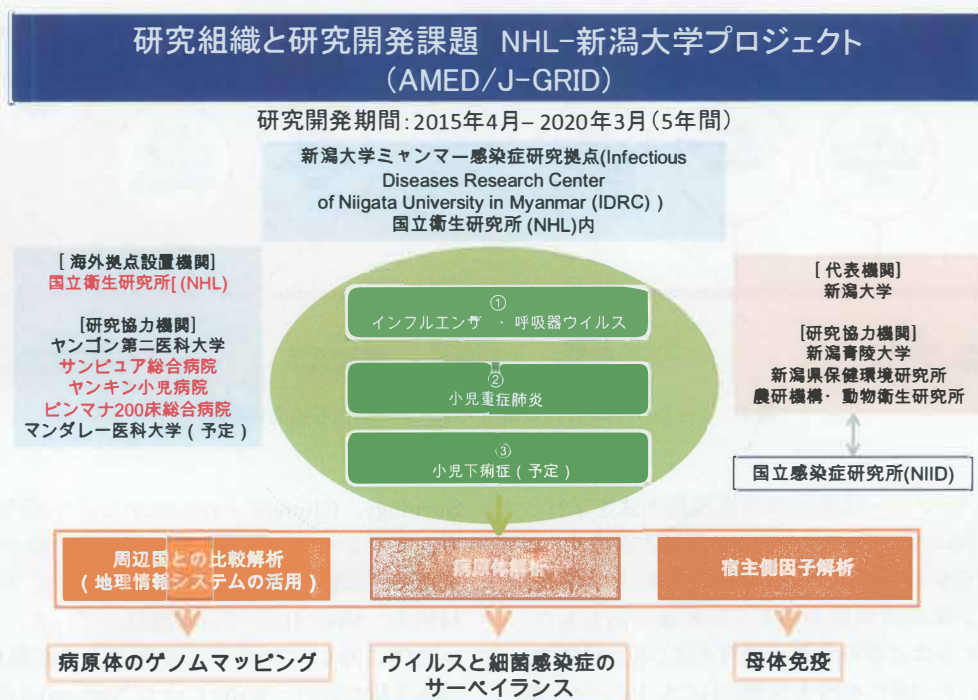 研究組織と研究開発課題 NHL-新潟大学プロジェクト
(AMED/J-GRID)
研究開発期間:2015年4月– 2020年3月(5年間)
新潟大学ミャンマー感染症研究拠点(Infectious
Diseases Research Center
of Niigata University in Myanmar (IDRC) )
国立衛生研究所 (NHL)内
[ 海外拠点設置機関]
国立衛生研究所[ (NHL)
[研究協力機関]
ヤンゴン第二医科大学
サンピュア総合病院
ヤンキン小児病院
ピンマナ200床総合病院
マンダレー医科大学 ( 予定 )
①
インフルエンザ ・ 呼吸器ウイルス
②
小児重症肺炎
③
小児下痢症 ( 予定 )
[ 代表機関]
新潟大学
[研究協力機関]
新潟青陵大学
新潟県保健環境研究所
農研機構・ 動物衛生研究所
国立感染症研究所(NIID)
周辺国との比較解析
( 地理情報システムの活用 )
病原体解析
宿主側因子解析
病原体のゲノムマッピング
ウイルスと細菌感染症の
サーベイランス
母体免疫